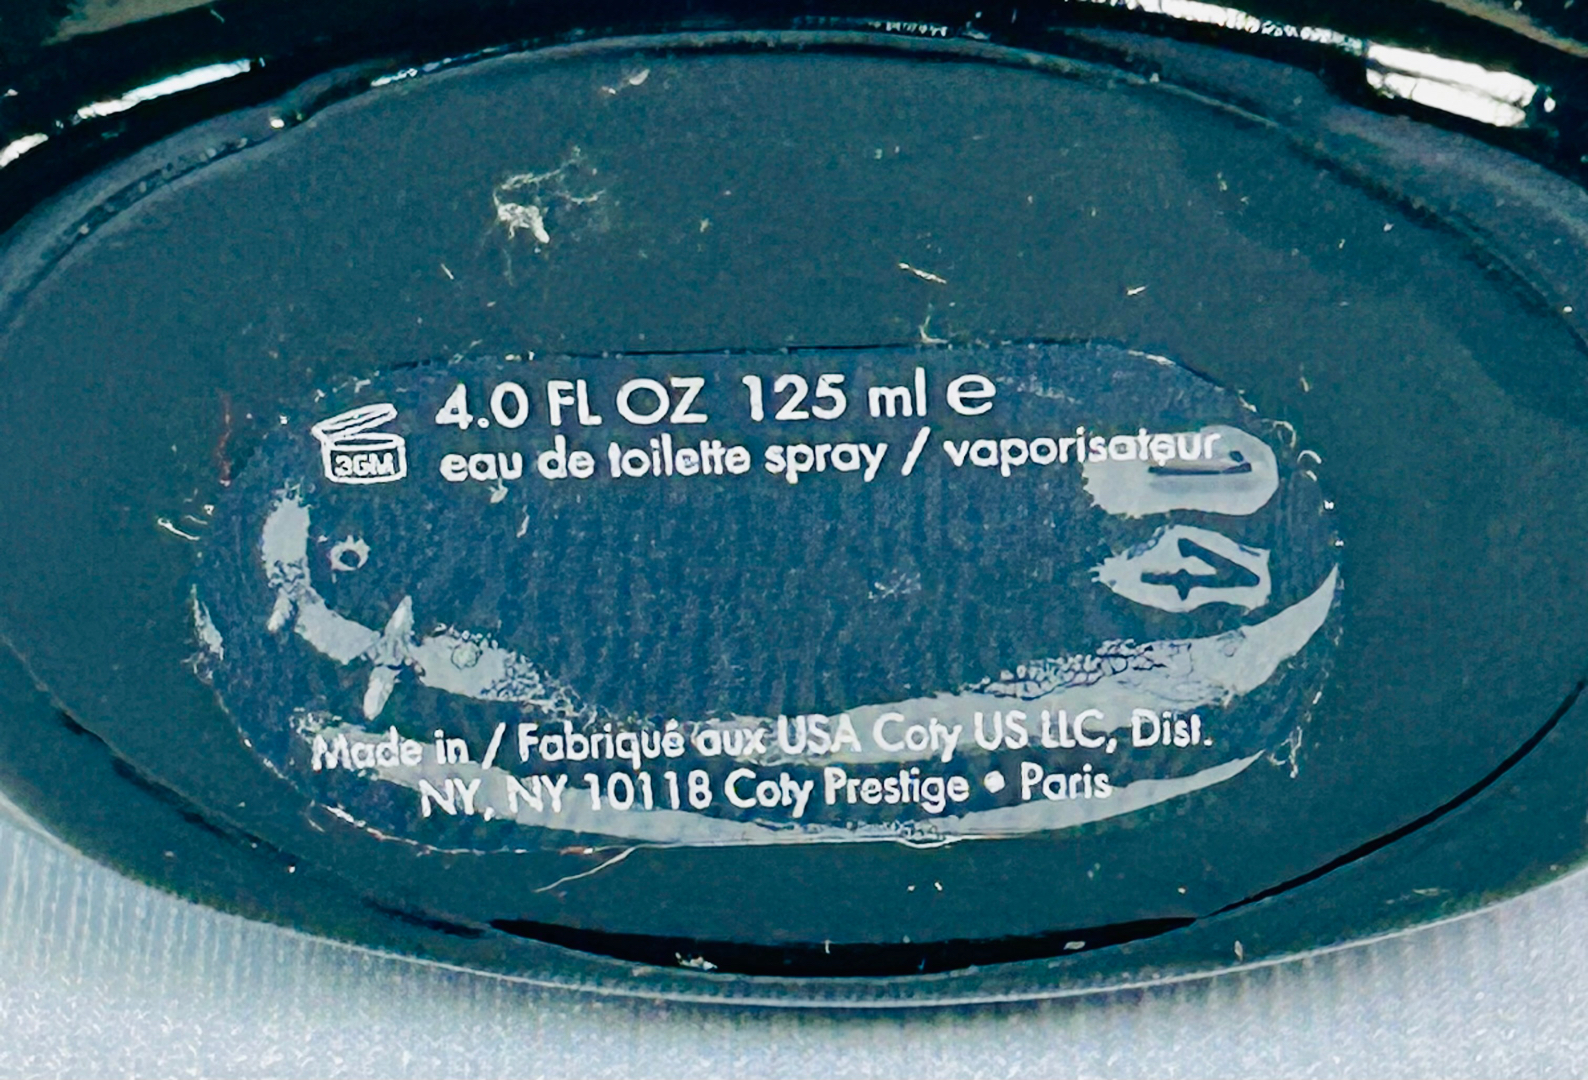 4.0 FL OZ 125 ml e
3GM
eau de toilette spray / vaporisateur
Made in / Fabriqué aux USA Coty US LLC, Dist.
NY, NY 10118 Coty Prestige • Paris